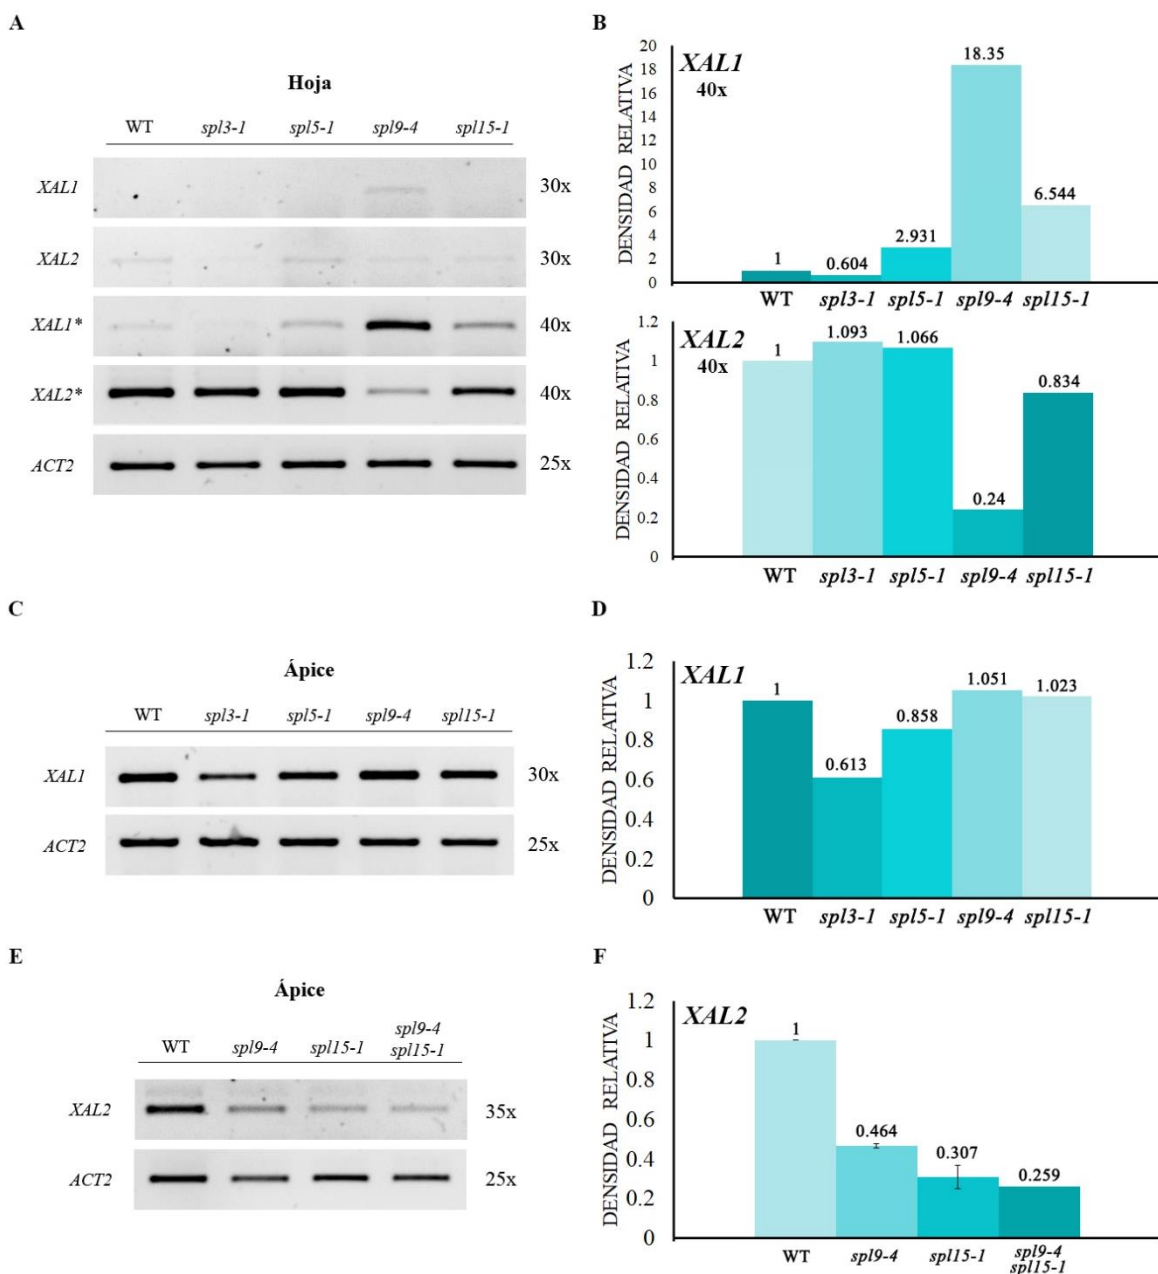 A
Hoja
WT spl3-1 spl5-1 spl9-4 spl15-1
XAL1 30x
XAL2 30x
XAL1* 40x
XAL2* 40x
ACT2 25x
B
XAL1
40x
DENSIDAD RELATIVA
20
18
16
14
12
10
8
6
4
2
0
1 0.604 2.931 18.35 6.544
WT spl3-1 spl5-1 spl9-4 spl15-1
XAL2
40x
DENSIDAD RELATIVA
1.2
1
0.8
0.6
0.4
0.2
0
1 1.093 1.066 0.24 0.834
WT spl3-1 spl5-1 spl9-4 spl15-1
C
Ápice
WT spl3-1 spl5-1 spl9-4 spl15-1
XAL1 30x
ACT2 25x
D
XAL1
DENSIDAD RELATIVA
1.2
1
0.8
0.6
0.4
0.2
0
1 0.613 0.858 1.051 1.023
WT spl3-1 spl5-1 spl9-4 spl15-1
E
Ápice
WT spl9-4 spl15-1 spl9-4
spl15-1
XAL2 35x
ACT2 25x
F
XAL2
DENSIDAD RELATIVA
1.2
1
0.8
0.6
0.4
0.2
0
1 0.464 0.307 0.259
WT spl9-4 spl15-1 spl9-4
spl15-1